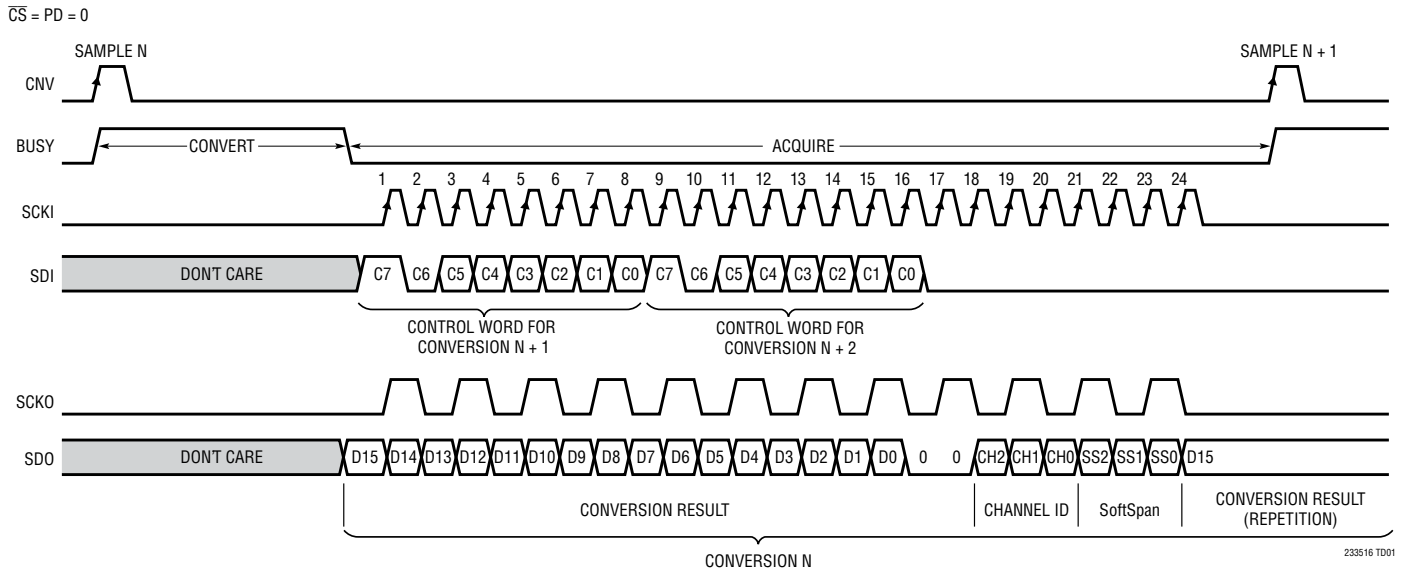 CS = PD = 0
SAMPLE N SAMPLE N + 1
CNV
BUSY CONVERT ACQUIRE
1 2 3 4 5 6 7 8 9 10 11 12 13 14 15 16 17 18 19 20 21 22 23 24
SCKI
SDI DON'T CARE C7 C6 C5 C4 C3 C2 C1 C0 C7 C6 C5 C4 C3 C2 C1 C0
CONTROL WORD FOR
CONVERSION N + 1
CONTROL WORD FOR
CONVERSION N + 2
SCKO
SDO DON'T CARE D15 D14 D13 D12 D11 D10 D9 D8 D7 D6 D5 D4 D3 D2 D1 D0 0 0 CH2 CH1 CH0 SS2 SS1 SS0 D15
CONVERSION RESULT CHANNEL ID SoftSpan
CONVERSION RESULT
(REPETITION)
CONVERSION N
233516 TD01